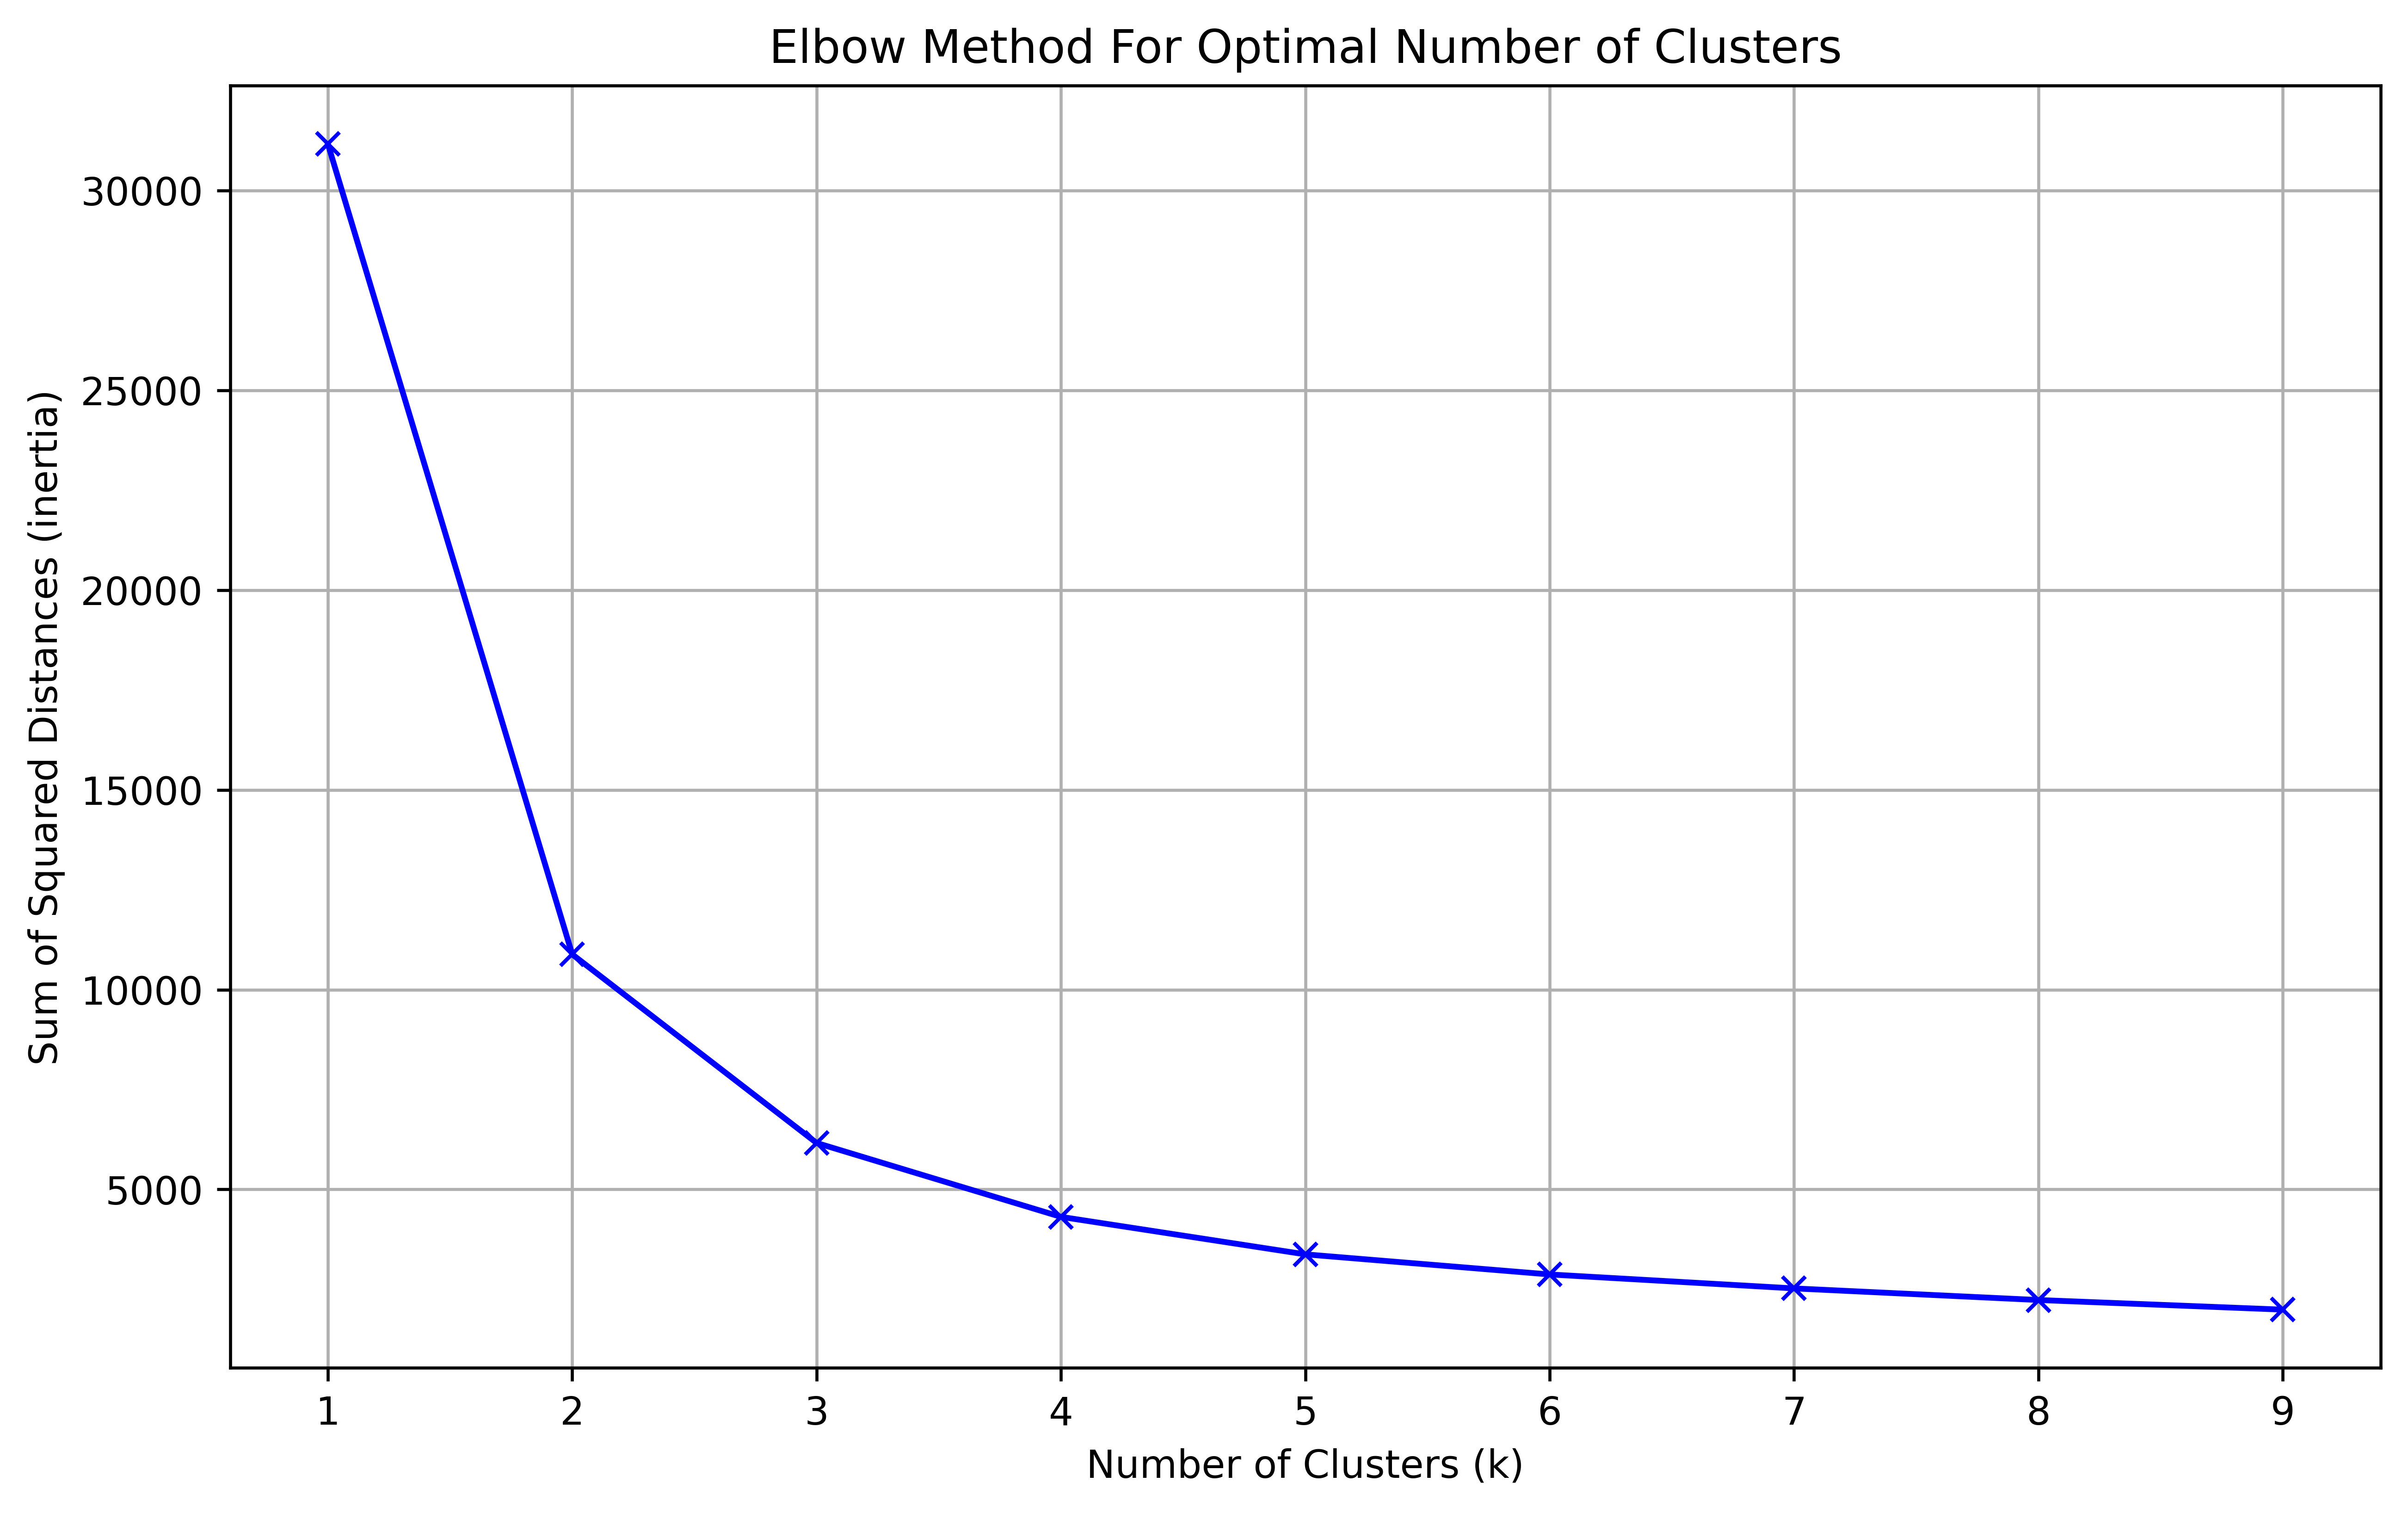 Elbow Method For Optimal Number of Clusters
Sum of Squared Distances (inertia)
30000
25000
20000
15000
10000
5000
1 2 3 4 5 6 7 8 9
Number of Clusters (k)